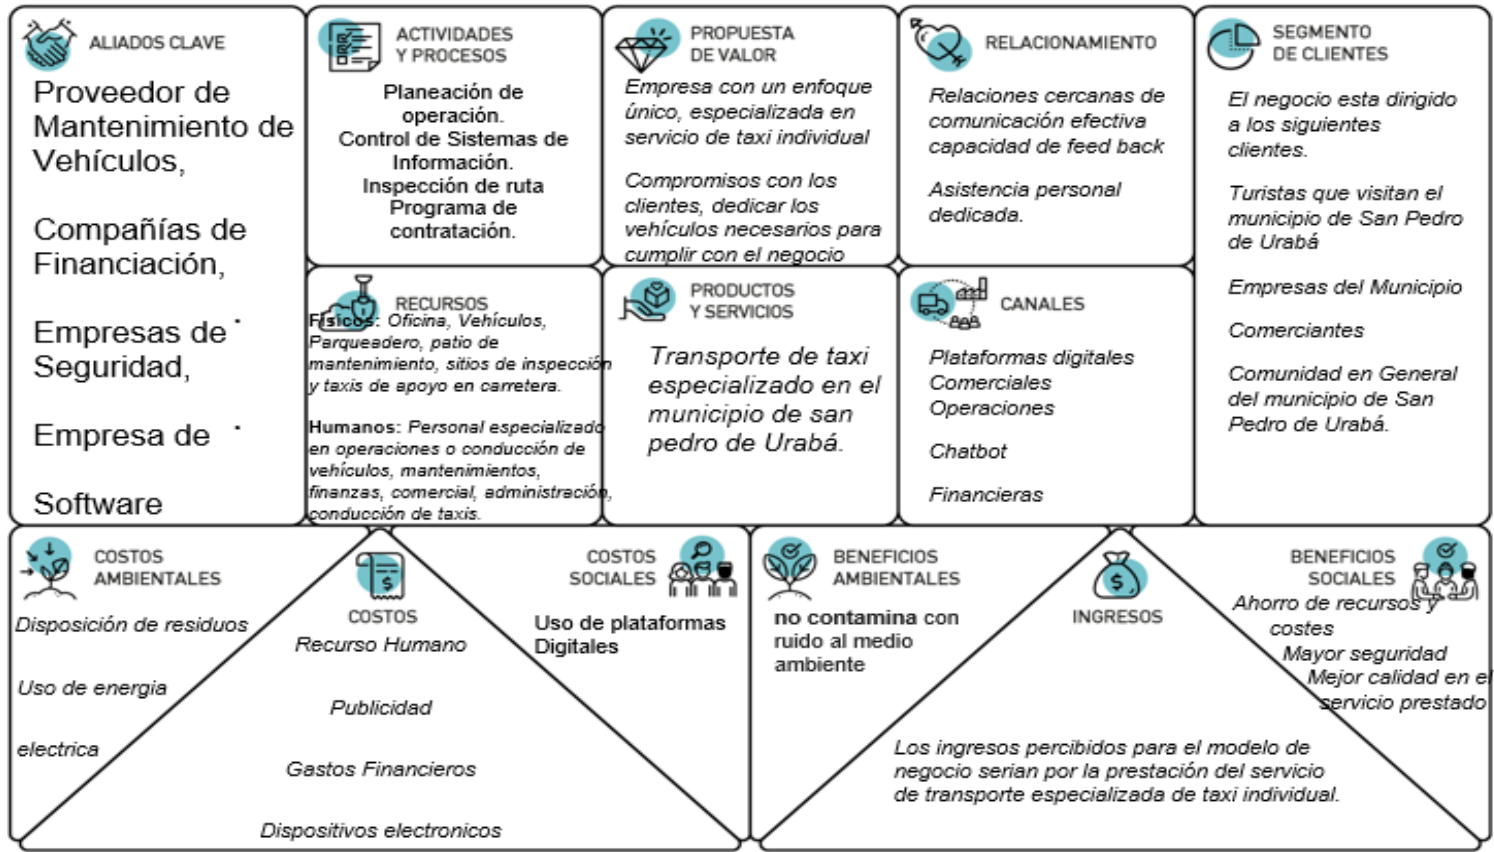 ALIADOS CLAVE
Proveedor de
Mantenimiento de
Vehículos,
Compañías de
Financiación,
Empresas de
Seguridad,
Empresa de
Software
ACTIVIDADES
Y PROCESOS
Planeación de
operación.
Control de Sistemas de
Información.
Inspección de ruta
Programa de
contratación.
RECURSOS
Físicos: Oficina, Vehículos,
Parqueadero, patio de
mantenimiento, sitios de inspección
y taxis de apoyo en carretera.
Humanos: Personal especializado
en operaciones o conducción de
vehículos, mantenimientos,
finanzas, comercial, administración,
conducción de taxis.
PROPUESTA
DE VALOR
Empresa con un enfoque
único, especializada en
servicio de taxi individual
Compromisos con los
clientes, dedicar los
vehículos necesarios para
cumplir con el negocio
PRODUCTOS
Y SERVICIOS
Transporte de taxi
especializado en el
municipio de san
pedro de Urabá.
RELACIONAMIENTO
Relaciones cercanas de
comunicación efectiva
capacidad de feed back
Asistencia personal
dedicada.
CANALES
Plataformas digitales
Comerciales
Operaciones
Chatbot
Financieras
SEGMENTO
DE CLIENTES
El negocio esta dirigido
a los siguientes
clientes.
Turistas que visitan el
municipio de San Pedro
de Urabá
Empresas del Municipio
Comerciantes
Comunidad en General
del municipio de San
Pedro de Urabá.
COSTOS
AMBIENTALES
Disposición de residuos
Uso de energia
electrica
COSTOS
Recurso Humano
Publicidad
Gastos Financieros
Dispositivos electronicos
COSTOS
SOCIALES
Uso de plataformas
Digitales
BENEFICIOS
AMBIENTALES
no contamina con
ruido al medio
ambiente
INGRESOS
Los ingresos percibidos para el modelo de
negocio serian por la prestación del servicio
de transporte especializada de taxi individual.
BENEFICIOS
SOCIALES
Ahorro de recursos y
costes
Mayor seguridad
Mejor calidad en el
servicio prestado